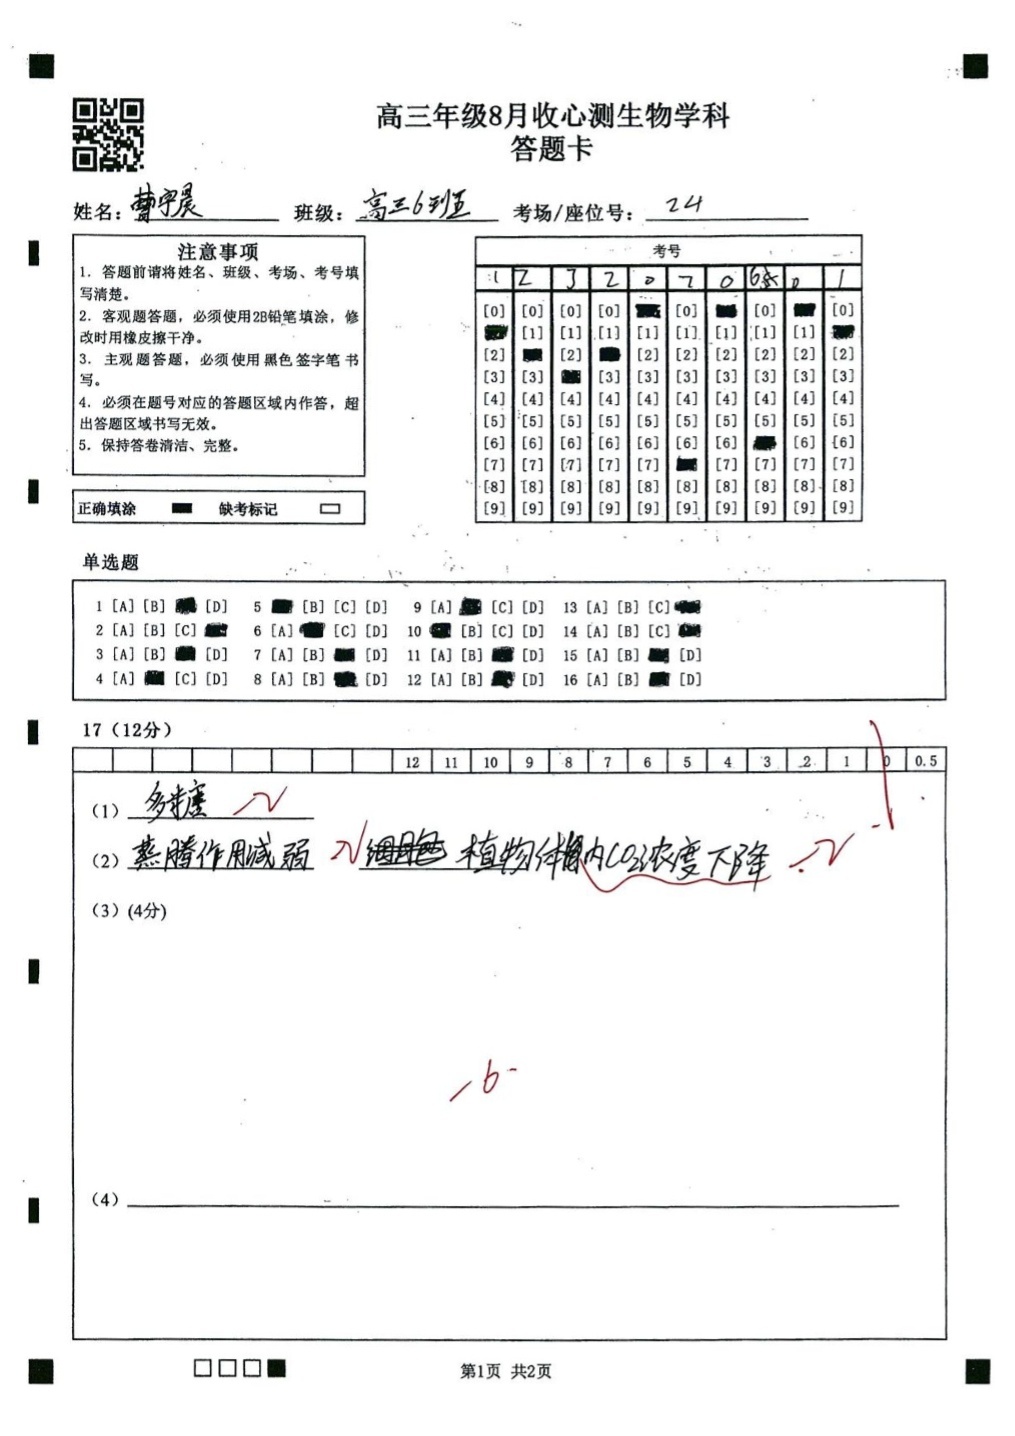 高三年级8月收心测生物学科
答题卡
姓名: 曹宇晨 班级: 高三6班 考场/座位号: 24
注意事项
1. 答题前请将姓名、班级、考场、考号填
写清楚。
2. 客观题答题, 必须使用2B铅笔填涂, 修
改时用橡皮擦干净。
3. 主观题答题, 必须使用黑色签字笔书
写。
4. 必须在题号对应的答题区域内作答, 超
出答题区域书写无效。
5. 保持答卷清洁、完整。
正确填涂 缺考标记
考号
1 2 3 2 0 7 0 6 0 1
[0] [0] [0] [0] [0] [0]
[1] [1] [1] [1] [1] [1] [1] [1]
[2] [2] [2] [2] [2] [2] [2] [2]
[3] [3] [3] [3] [3] [3] [3] [3] [3]
[4] [4] [4] [4] [4] [4] [4] [4] [4] [4]
[5] [5] [5] [5] [5] [5] [5] [5] [5] [5]
[6] [6] [6] [6] [6] [6] [6] [6] [6]
[7] [7] [7] [7] [7] [7] [7] [7] [7]
[8] [8] [8] [8] [8] [8] [8] [8] [8] [8]
[9] [9] [9] [9] [9] [9] [9] [9] [9] [9]
单选题
1 [A] [B] [D] 5 [B] [C] [D] 9 [A] [C] [D] 13 [A] [B] [C]
2 [A] [B] [C] 6 [A] [C] [D] 10 [B] [C] [D] 14 [A] [B] [C]
3 [A] [B] [D] 7 [A] [B] [D] 11 [A] [B] [D] 15 [A] [B] [D]
4 [A] [C] [D] 8 [A] [B] [D] 12 [A] [B] [D] 16 [A] [B] [D]
17 (12分)
12 11 10 9 8 7 6 5 4 3 2 1 0 0.5
(1) 多糖
(2) 蒸腾作用减弱 植物体内CO2浓度下降
(3) (4分)
6
(4)
第1页 共2页